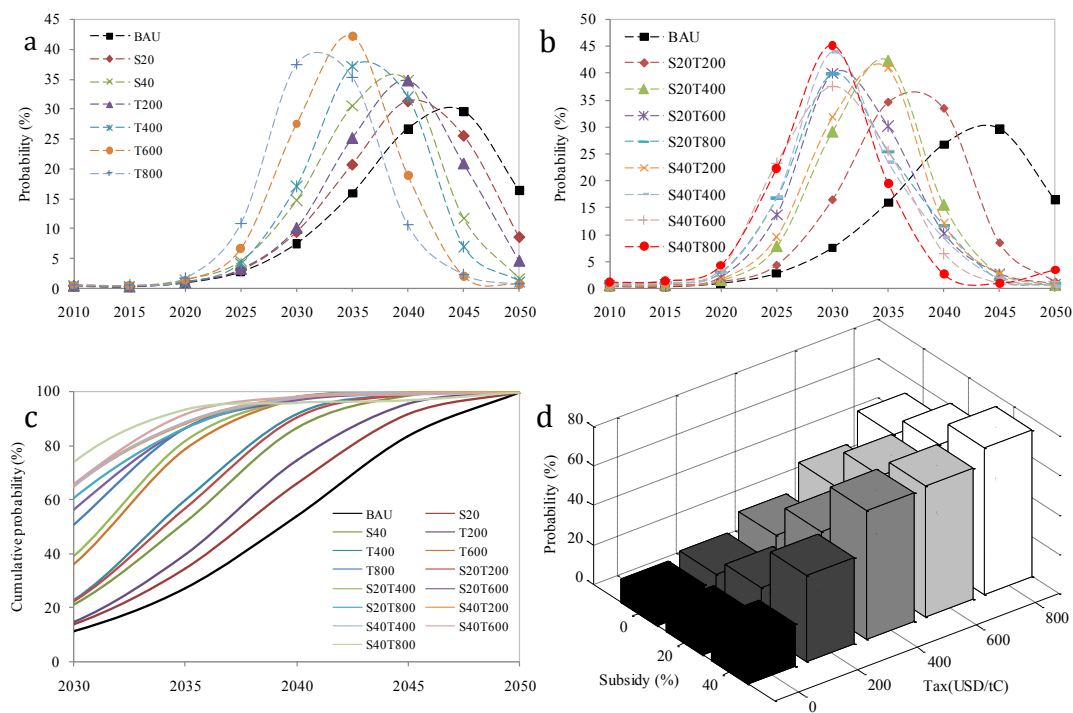 a
Probability (%)
45
40
35
30
25
20
15
10
5
0
BAU
S20
S40
T200
T400
T600
T800
2010 2015 2020 2025 2030 2035 2040 2045 2050
b
Probability (%)
50
45
40
35
30
25
20
15
10
5
0
BAU
S20T200
S20T400
S20T600
S20T800
S40T200
S40T400
S40T600
S40T800
2010 2015 2020 2025 2030 2035 2040 2045 2050
c
Cumulative probability (%)
100
80
60
40
20
0
BAU S20
S40 T200
T400 T600
T800 S20T200
S20T400 S20T600
S20T800 S40T200
S40T400 S40T600
S40T800
2030 2035 2040 2045 2050
d
Probability (%)
80
60
40
20
0
0
20
40
Subsidy (%)
0
200
400
600
800
Tax(USD/tC)